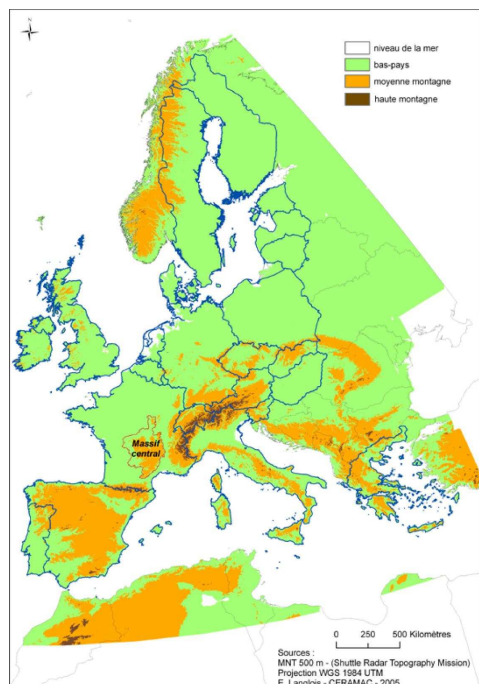 niveau de la mer
bas-pays
moyenne montagne
haute montagne
Massif
central
0 250 500 Kilomètres
Sources :
MNT 500 m - (Shuttle Radar Topography Mission)
Projection WGS 1984 UTM
E. Langlois - CERAMAC - 2005